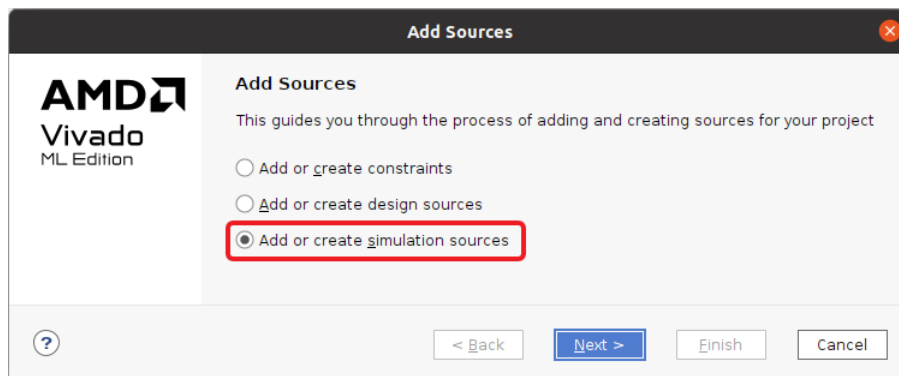 Add Sources
AMD
Vivado
ML Edition
Add Sources
This guides you through the process of adding and creating sources for your project
Add or create constraints
Add or create design sources
Add or create simulation sources
?
< Back
Next >
Finish
Cancel